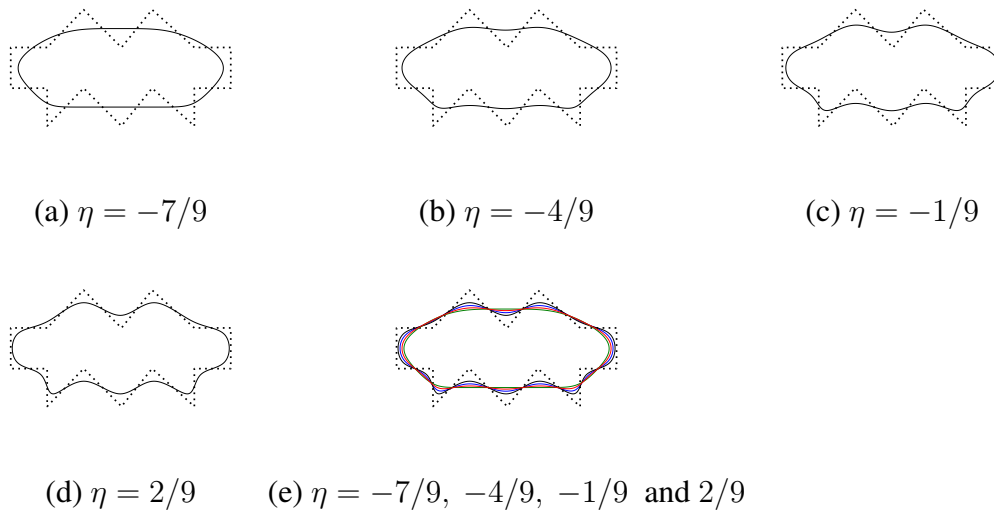 (a) η = −7/9
(b) η = −4/9
(c) η = −1/9
(d) η = 2/9
(e) η = −7/9, −4/9, −1/9 and 2/9